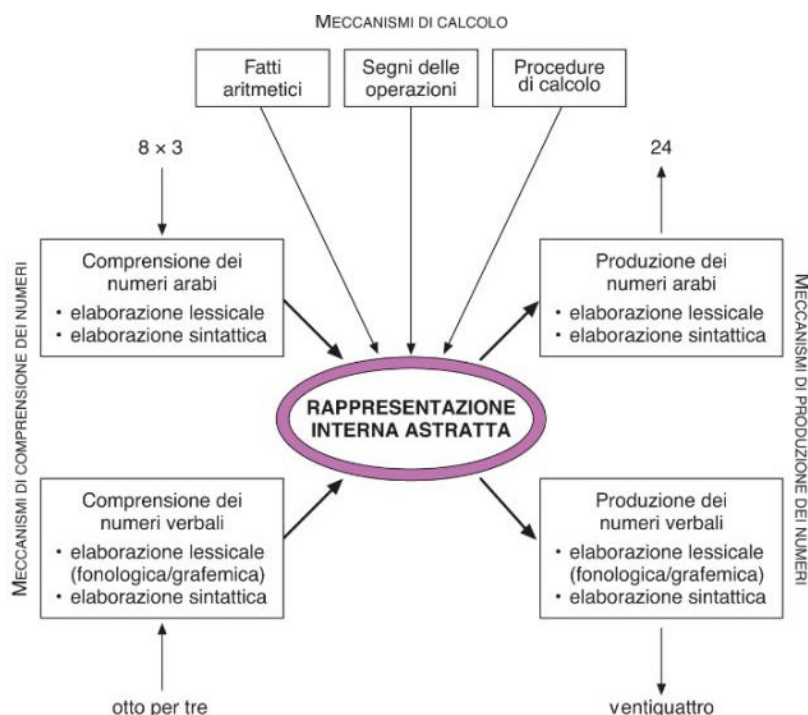 MECCANISMI DI CALCOLO
Fatti
aritmetici
Segni delle
operazioni
Procedure
di calcolo
8 × 3
24
MECCANISMI DI COMPRENSIONE DEI NUMERI
Comprensione dei
numeri arabi
• elaborazione lessicale
• elaborazione sintattica
Produzione dei
numeri arabi
• elaborazione lessicale
• elaborazione sintattica
MECCANISMI DI PRODUZIONE DEI NUMERI
RAPPRESENTAZIONE
INTERNA ASTRATTA
Comprensione dei
numeri verbali
• elaborazione lessicale
(fonologica/grafemica)
• elaborazione sintattica
Produzione dei
numeri verbali
• elaborazione lessicale
(fonologica/grafemica)
• elaborazione sintattica
otto per tre
ventiquattro